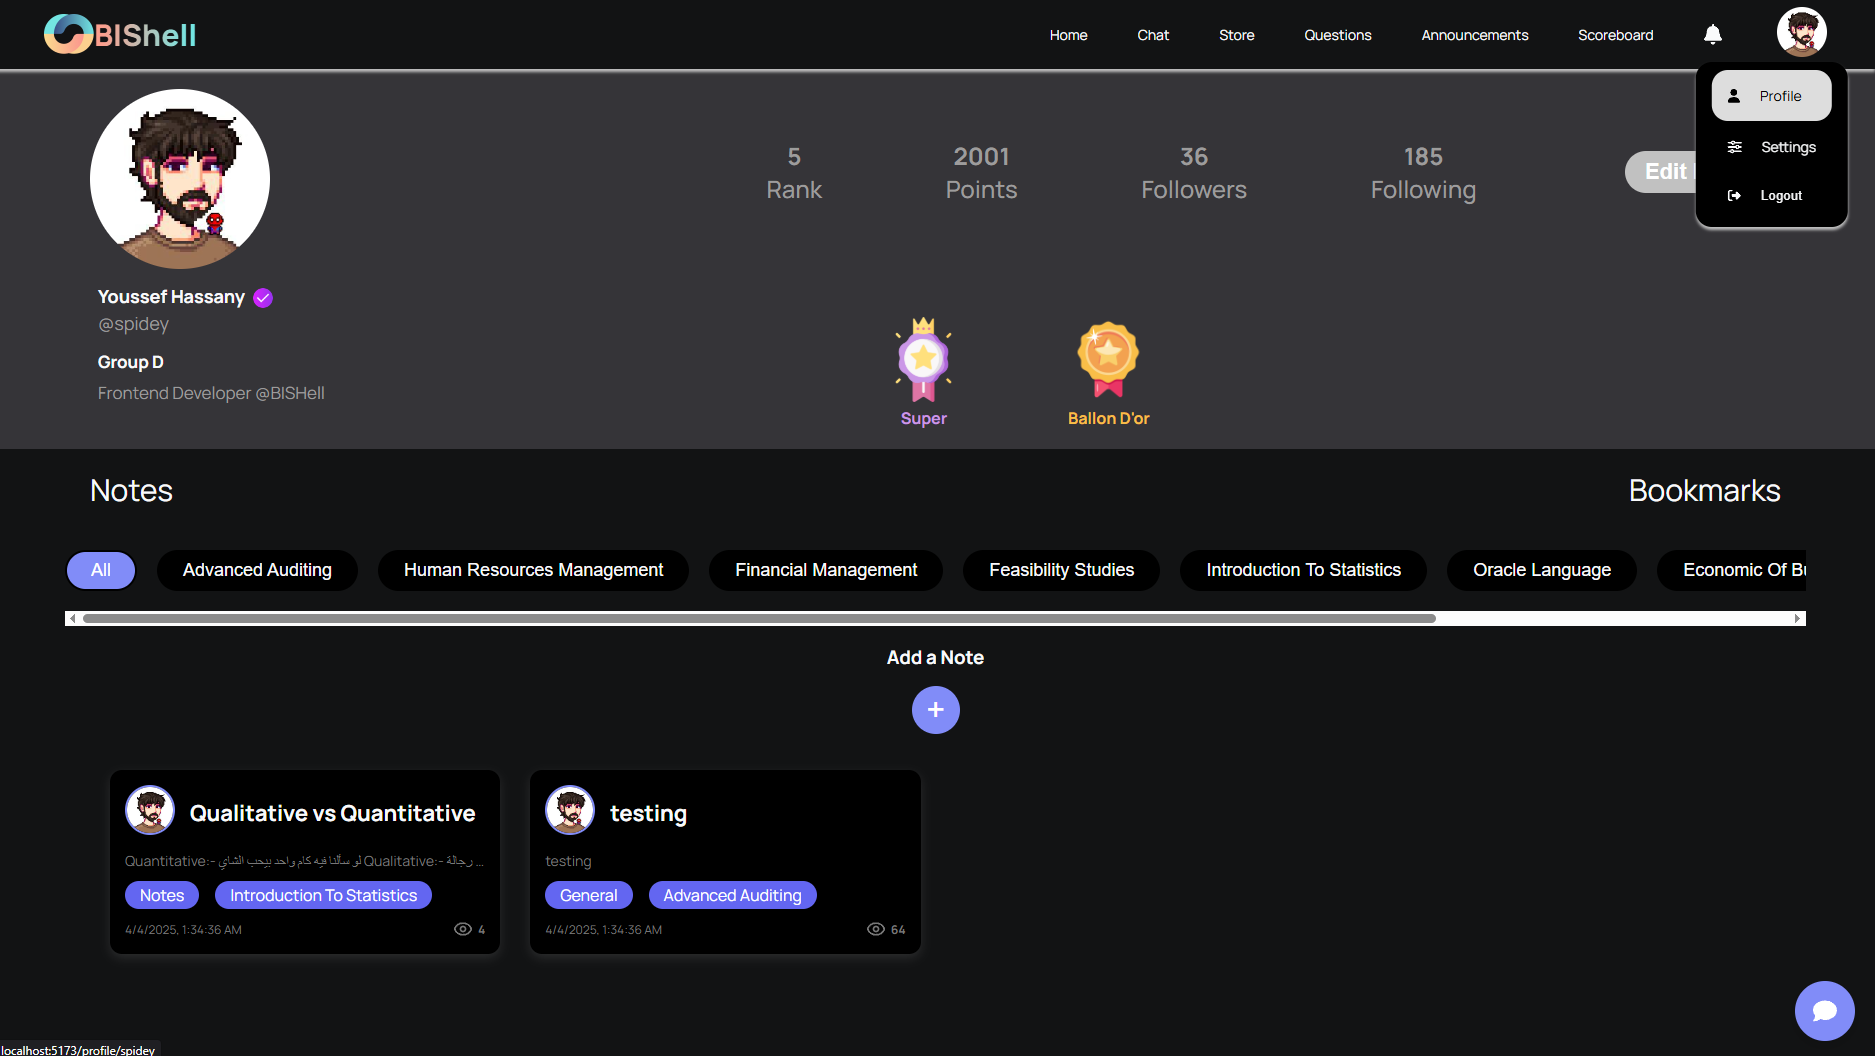 BIShell
Home
Chat
Store
Questions
Announcements
Scoreboard
Profile
Settings
Logout
5
Rank
2001
Points
36
Followers
185
Following
Edit
Youssef Hassany
@spidey
Group D
Frontend Developer @BISHell
Super
Ballon D'or
Notes
Bookmarks
All
Advanced Auditing
Human Resources Management
Financial Management
Feasibility Studies
Introduction To Statistics
Oracle Language
Economic Of Bu
Add a Note
Qualitative vs Quantitative
Quantitative:- لو سألنا فيه كام واحد بيحب الشاي Qualitative:- رجالة ...
Notes
Introduction To Statistics
4/4/2025, 1:34:36 AM
4
testing
testing
General
Advanced Auditing
4/4/2025, 1:34:36 AM
64
localhost:5173/profile/spidey